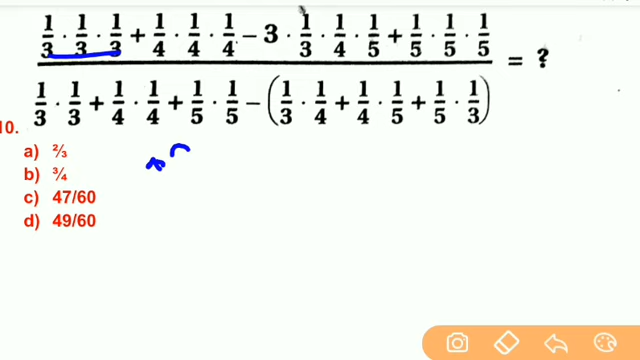 1/3 · 1/3 · 1/3 + 1/4 · 1/4 · 1/4 – 3 · 1/3 · 1/4 · 1/5 + 1/5 · 1/5 · 1/5
1/3 · 1/3 + 1/4 · 1/4 + 1/5 · 1/5 – (1/3 · 1/4 + 1/4 · 1/5 + 1/5 · 1/3)
= ?
10.
a) ⅔
b) ¾
c) 47/60
d) 49/60